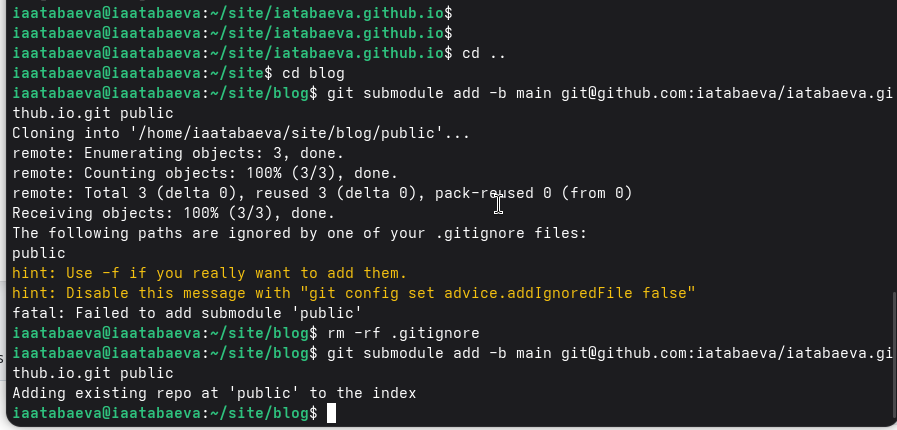 iaatabaeva@iaatabaeva:~/site/iatabaeva.github.io$
iaatabaeva@iaatabaeva:~/site/iatabaeva.github.io$
iaatabaeva@iaatabaeva:~/site/iatabaeva.github.io$ cd ..
iaatabaeva@iaatabaeva:~/site$ cd blog
iaatabaeva@iaatabaeva:~/site/blog$ git submodule add -b main git@github.com:iatabaeva/iatabaeva.gi
thub.io.git public
Cloning into '/home/iaatabaeva/site/blog/public'...
remote: Enumerating objects: 3, done.
remote: Counting objects: 100% (3/3), done.
remote: Total 3 (delta 0), reused 3 (delta 0), pack-reused 0 (from 0)
Receiving objects: 100% (3/3), done.
The following paths are ignored by one of your .gitignore files:
public
hint: Use -f if you really want to add them.
hint: Disable this message with "git config set advice.addIgnoredFile false"
fatal: Failed to add submodule 'public'
iaatabaeva@iaatabaeva:~/site/blog$ rm -rf .gitignore
iaatabaeva@iaatabaeva:~/site/blog$ git submodule add -b main git@github.com:iatabaeva/iatabaeva.gi
thub.io.git public
Adding existing repo at 'public' to the index
iaatabaeva@iaatabaeva:~/site/blog$